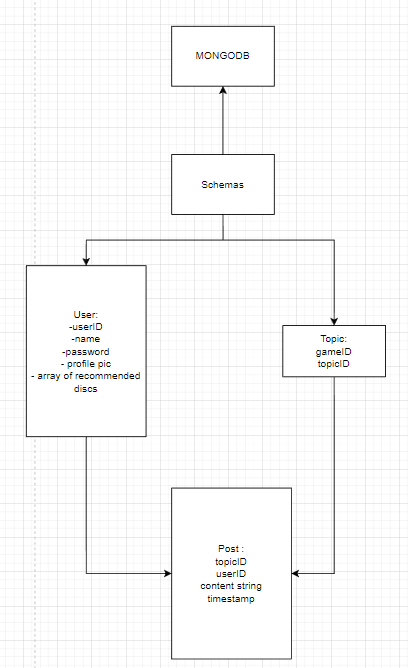 MONGODB
Schemas
User:
-userID
-name
-password
- profile pic
- array of recommended
discs
Topic:
gameID
topicID
Post :
topicID
userID
content string
timestamp